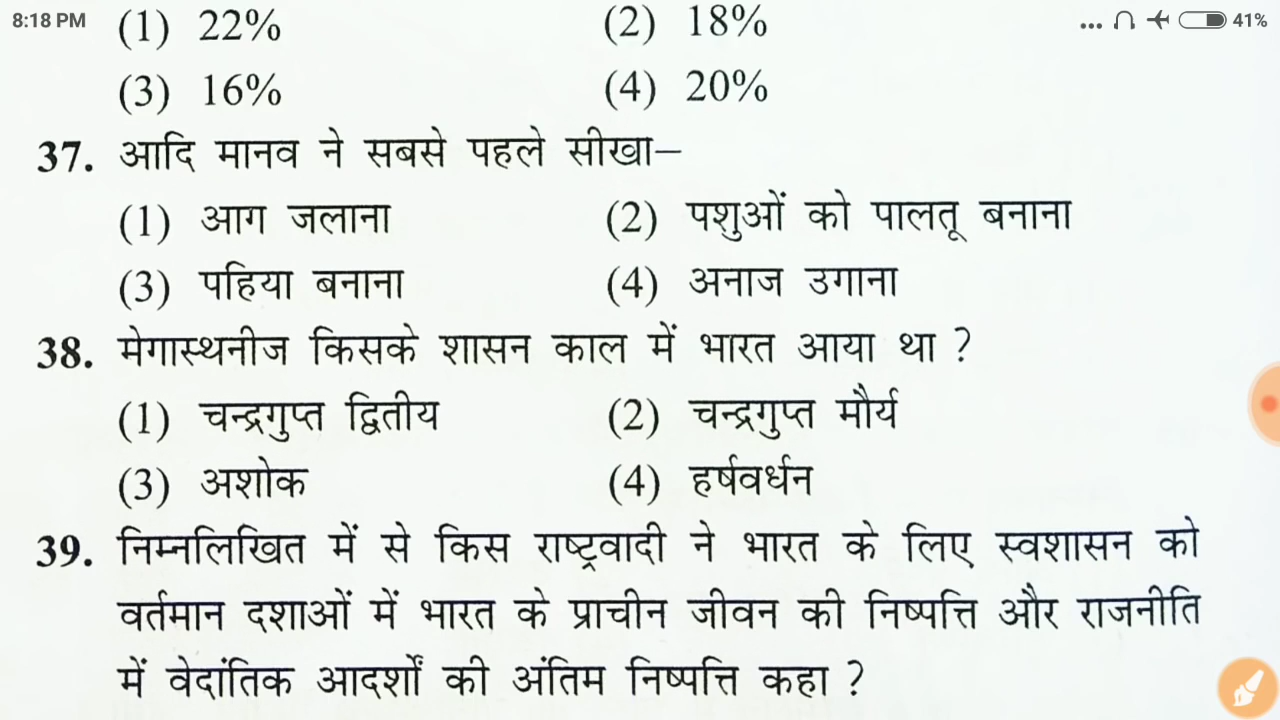 8:18 PM
... 41%
(1) 22% (2) 18%
(3) 16% (4) 20%
37. आदि मानव ने सबसे पहले सीखा–
(1) आग जलाना (2) पशुओं को पालतू बनाना
(3) पहिया बनाना (4) अनाज उगाना
38. मेगास्थनीज किसके शासन काल में भारत आया था ?
(1) चन्द्रगुप्त द्वितीय (2) चन्द्रगुप्त मौर्य
(3) अशोक (4) हर्षवर्धन
39. निम्नलिखित में से किस राष्ट्रवादी ने भारत के लिए स्वशासन को
वर्तमान दशाओं में भारत के प्राचीन जीवन की निष्पत्ति और राजनीति
में वेदांतिक आदर्शों की अंतिम निष्पत्ति कहा ?